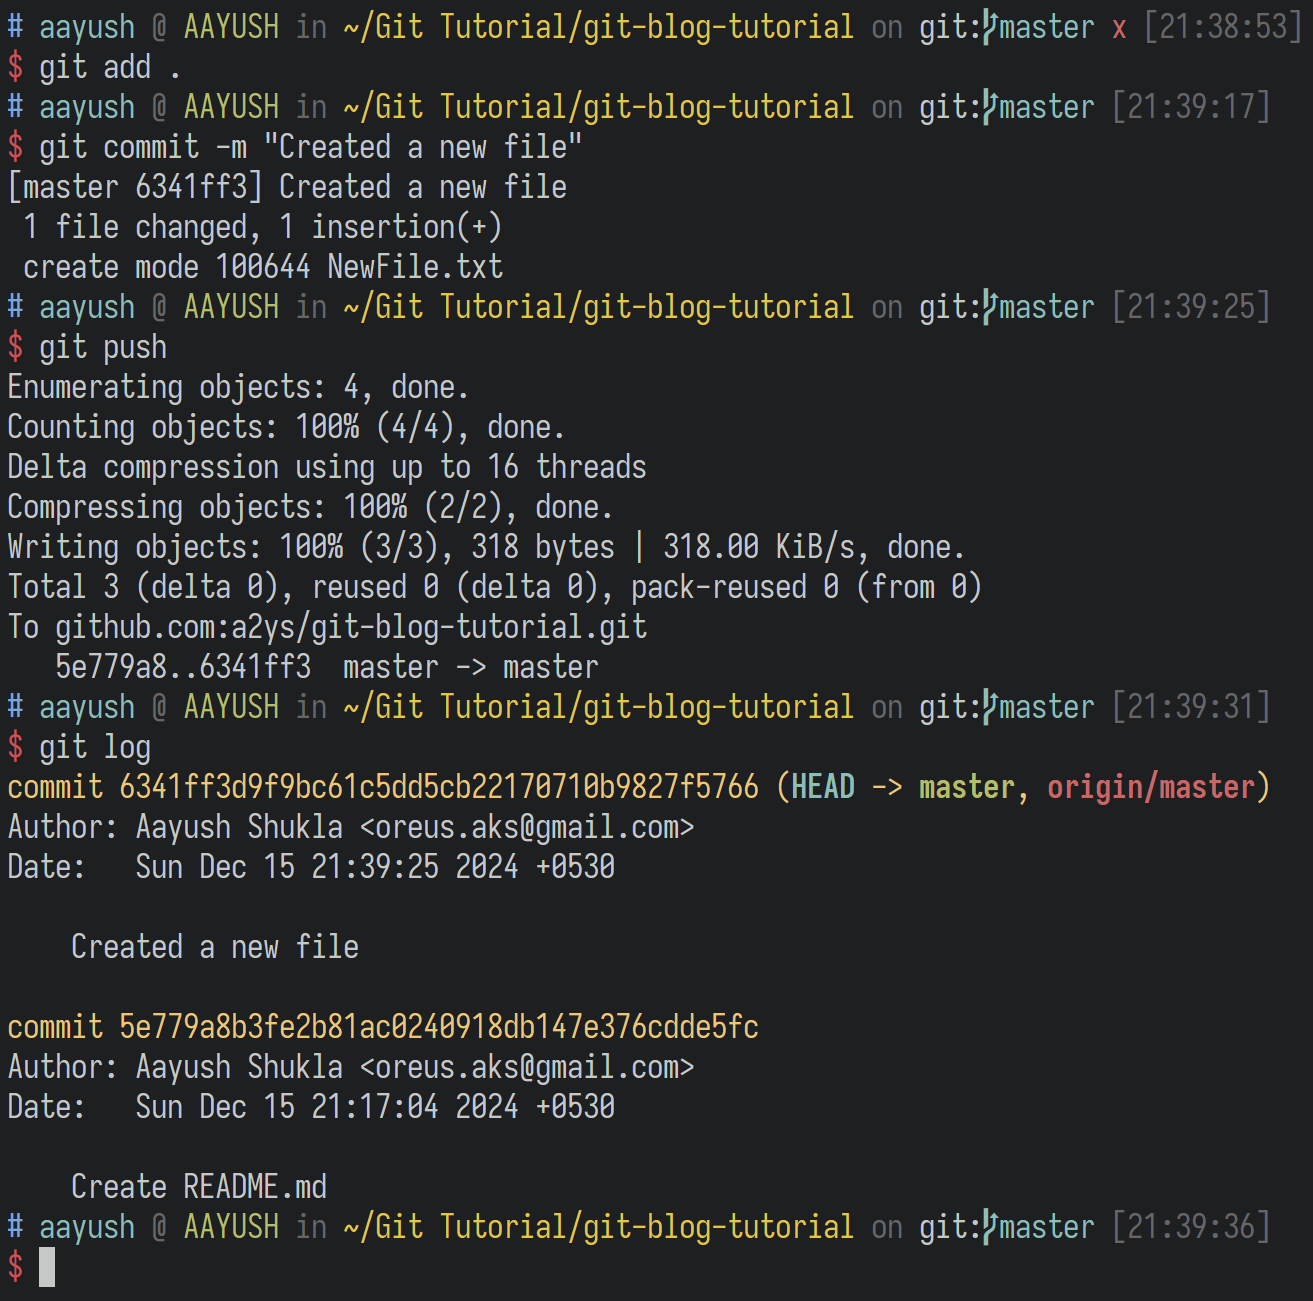 # aayush @ AAYUSH in ~/Git Tutorial/git-blog-tutorial on git:master x [21:38:53]
$ git add .
# aayush @ AAYUSH in ~/Git Tutorial/git-blog-tutorial on git:master [21:39:17]
$ git commit -m "Created a new file"
[master 6341ff3] Created a new file
 1 file changed, 1 insertion(+)
 create mode 100644 NewFile.txt
# aayush @ AAYUSH in ~/Git Tutorial/git-blog-tutorial on git:master [21:39:25]
$ git push
Enumerating objects: 4, done.
Counting objects: 100% (4/4), done.
Delta compression using up to 16 threads
Compressing objects: 100% (2/2), done.
Writing objects: 100% (3/3), 318 bytes | 318.00 KiB/s, done.
Total 3 (delta 0), reused 0 (delta 0), pack-reused 0 (from 0)
To github.com:a2ys/git-blog-tutorial.git
   5e779a8..6341ff3  master -> master
# aayush @ AAYUSH in ~/Git Tutorial/git-blog-tutorial on git:master [21:39:31]
$ git log
commit 6341ff3d9f9bc61c5dd5cb22170710b9827f5766 (HEAD -> master, origin/master)
Author: Aayush Shukla <oreus.aks@gmail.com>
Date:   Sun Dec 15 21:39:25 2024 +0530

    Created a new file

commit 5e779a8b3fe2b81ac0240918db147e376cdde5fc
Author: Aayush Shukla <oreus.aks@gmail.com>
Date:   Sun Dec 15 21:17:04 2024 +0530

    Create README.md
# aayush @ AAYUSH in ~/Git Tutorial/git-blog-tutorial on git:master [21:39:36]
$